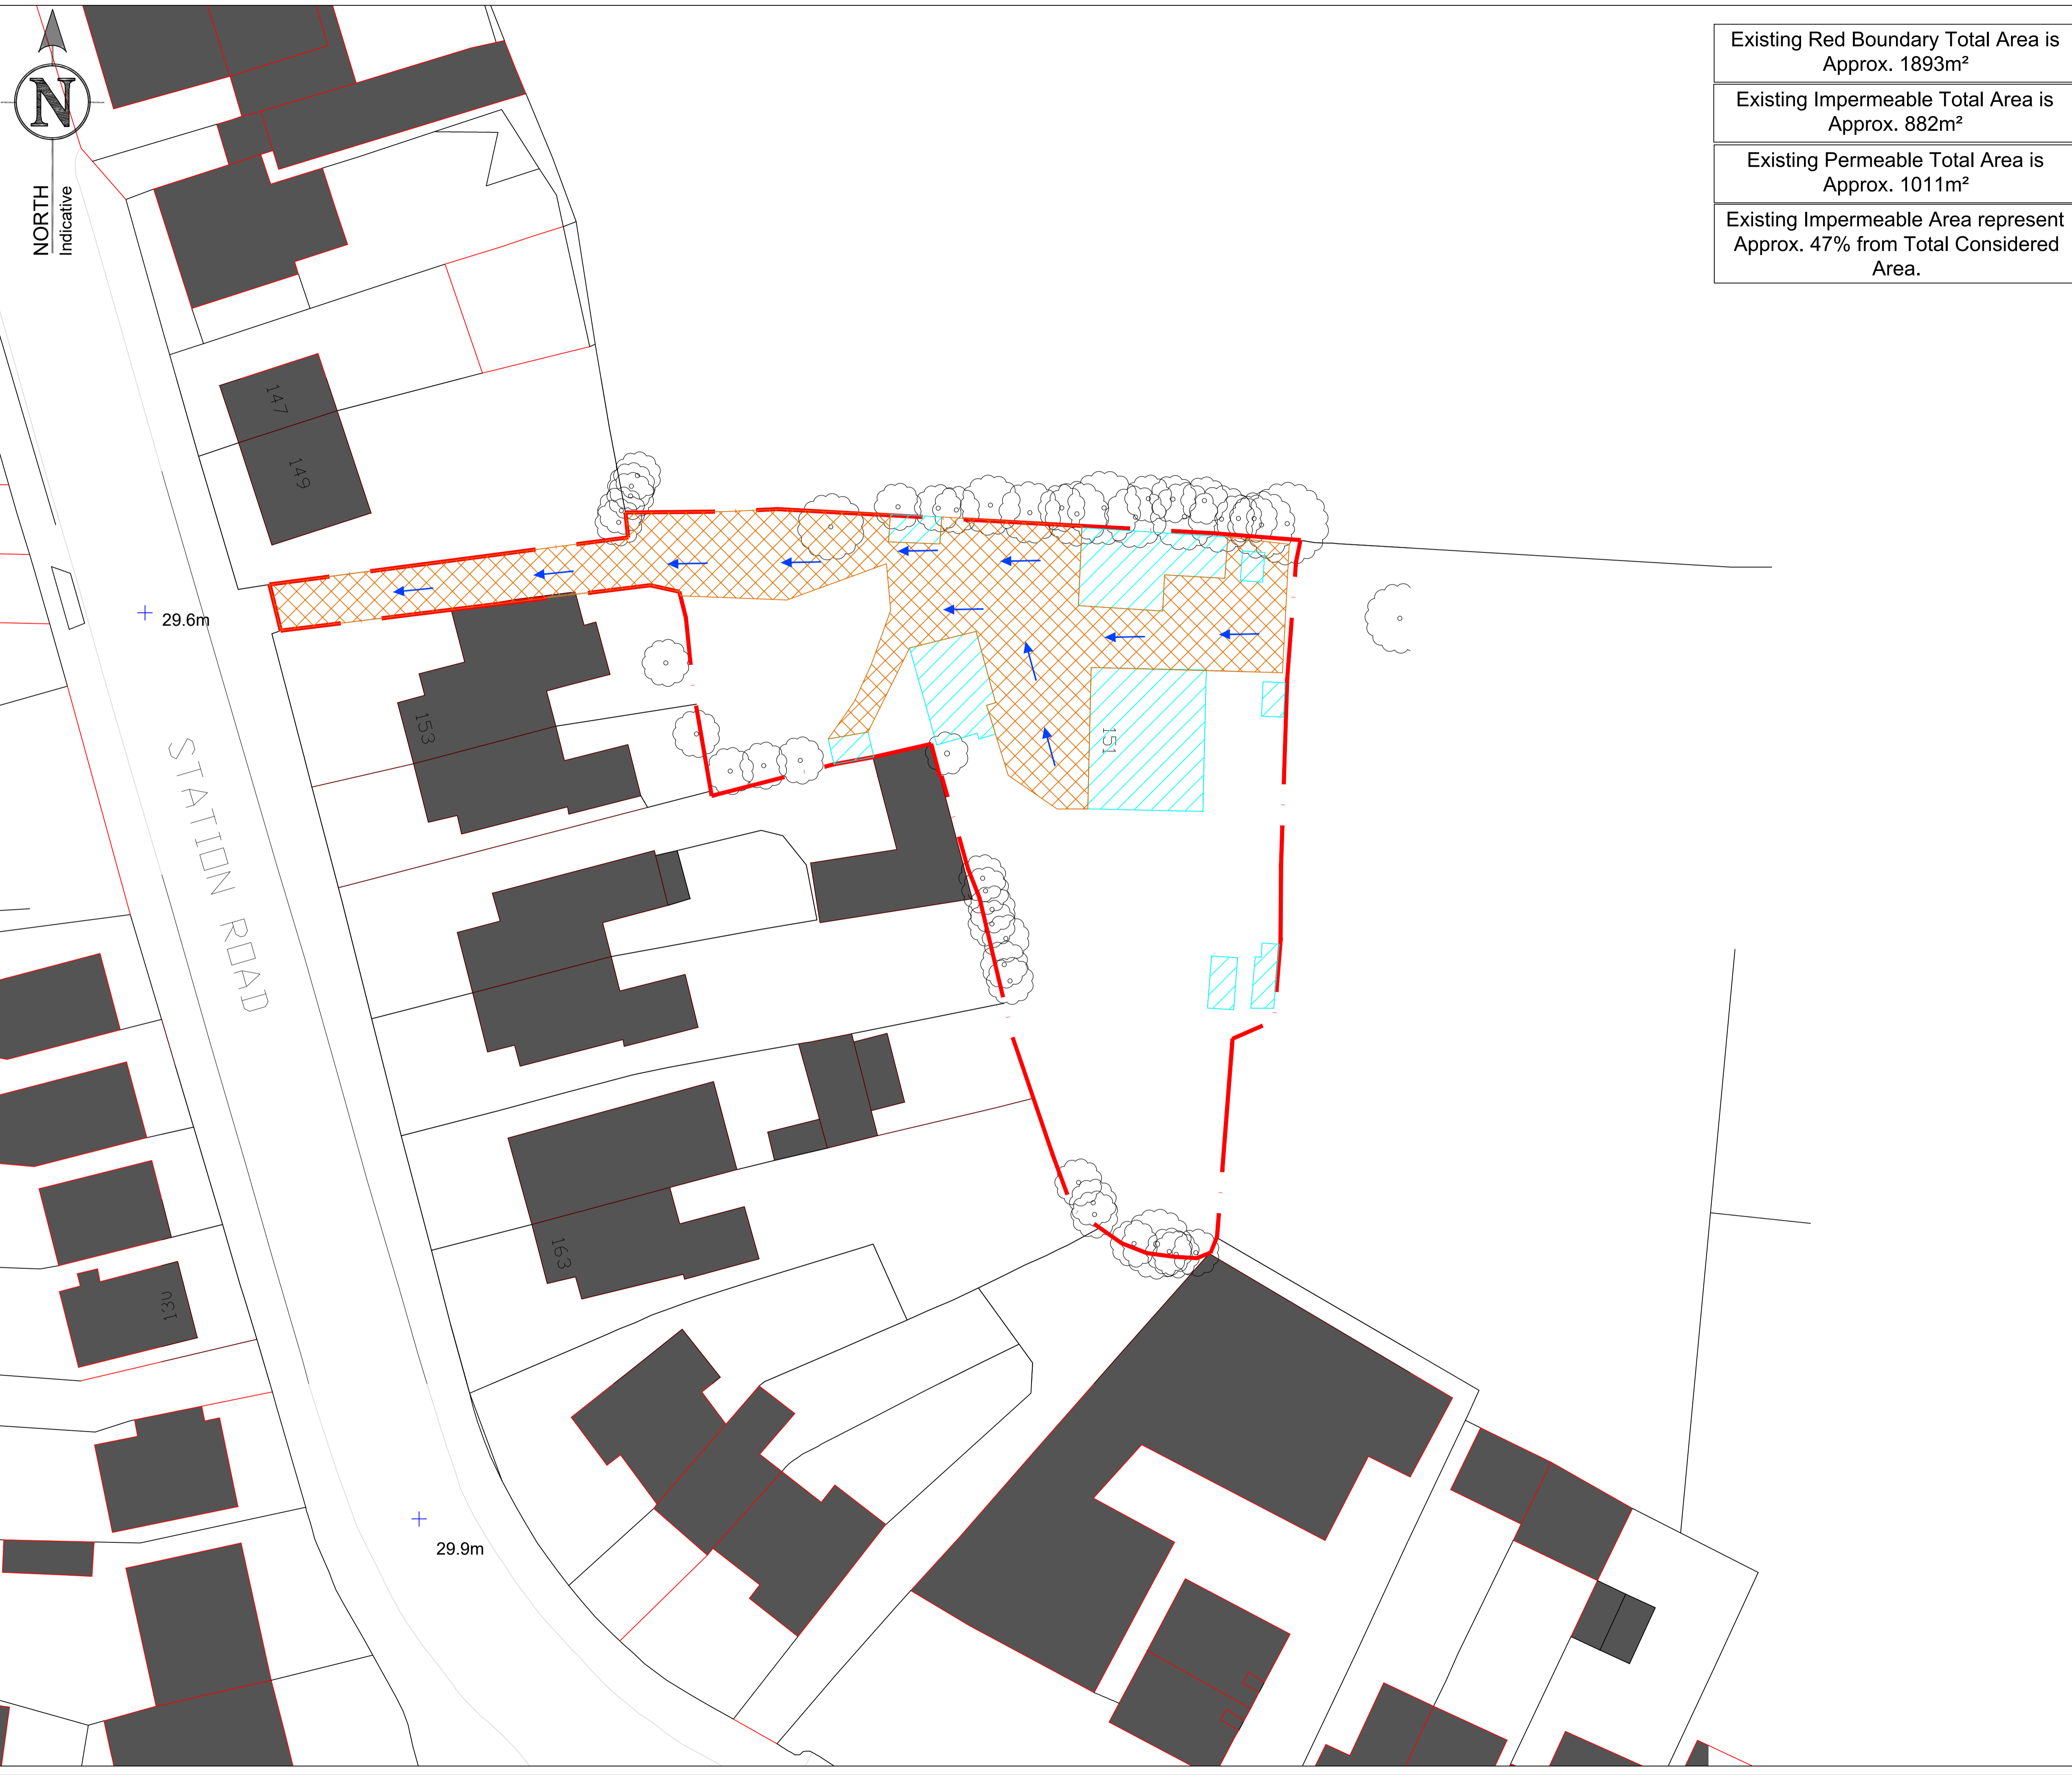 Existing Red Boundary Total Area is
Approx. 1893m²
Existing Impermeable Total Area is
Approx. 882m²
Existing Permeable Total Area is
Approx. 1011m²
Existing Impermeable Area represent
Approx. 47% from Total Considered
Area.
N
NORTH
Indicative
147
149
29.6m
153
151
STATION ROAD
163
130
29.9m